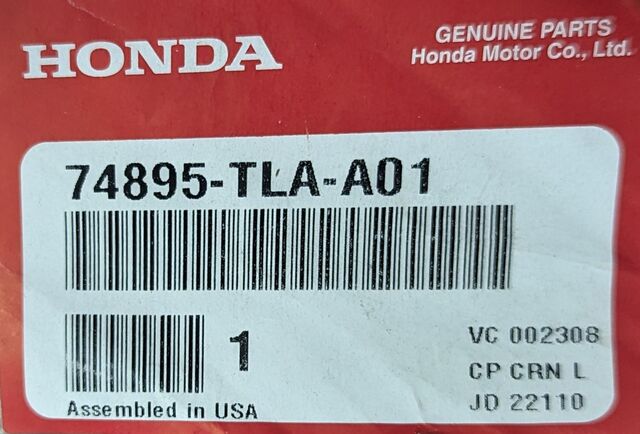 HONDA
GENUINE PARTS
Honda Motor Co., Ltd.
74895-TLA-A01
1
VC 002308
CP CRN L
JD 22110
Assembled in USA